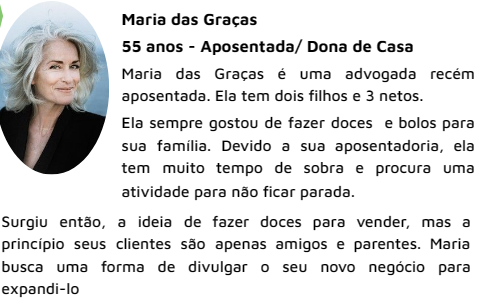 Maria das Graças
55 anos - Aposentada/ Dona de Casa
Maria das Graças é uma advogada recém
aposentada. Ela tem dois filhos e 3 netos.
Ela sempre gostou de fazer doces e bolos para
sua família. Devido a sua aposentadoria, ela
tem muito tempo de sobra e procura uma
atividade para não ficar parada.
Surgiu então, a ideia de fazer doces para vender, mas a
princípio seus clientes são apenas amigos e parentes. Maria
busca uma forma de divulgar o seu novo negócio para
expandi-lo